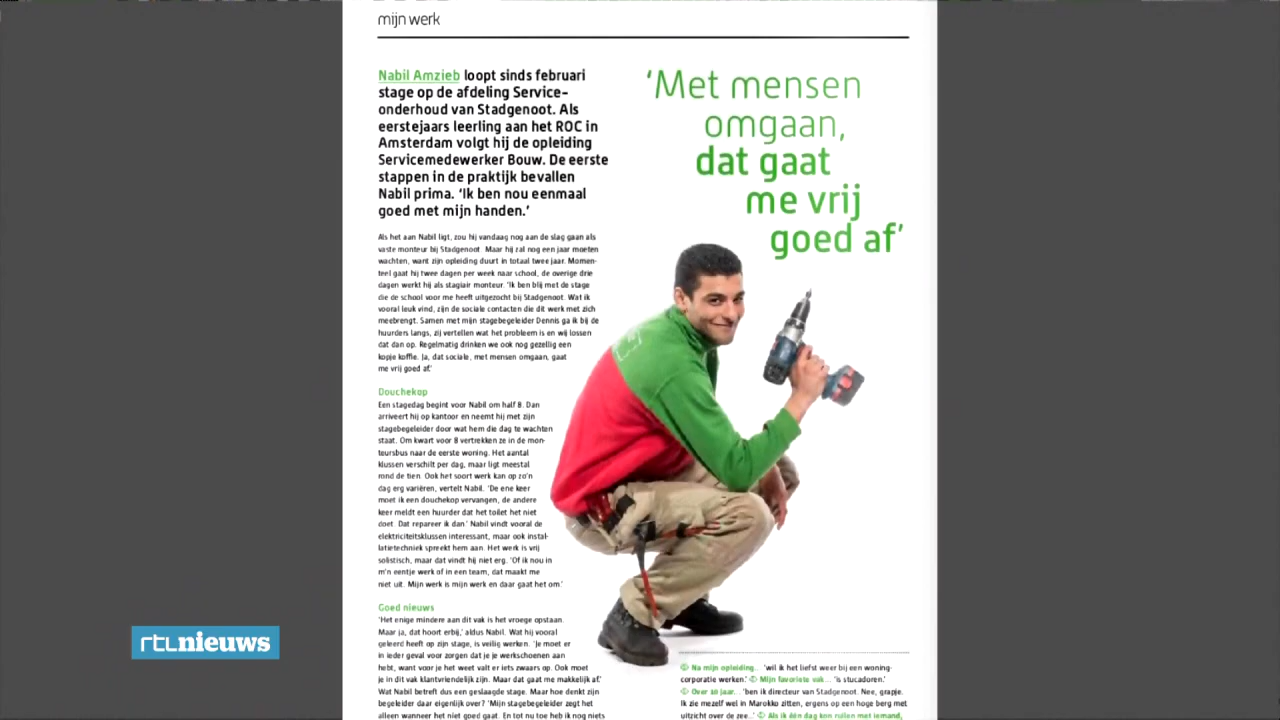 mijn werk
Nabil Amzieb loopt sinds februari
stage op de afdeling Service-
onderhoud van Stadgenoot. Als
eerstejaars leerling aan het ROC in
Amsterdam volgt hij de opleiding
Servicemedewerker Bouw. De eerste
stappen in de praktijk bevallen
Nabil prima. ‘Ik ben nou eenmaal
goed met mijn handen.’
‘Met mensen
omgaan,
dat gaat
me vrij
goed af’
Als het aan Nabil ligt, zou hij vandaag nog aan de slag gaan als
vaste monteur bij Stadgenoot. Maar hij zal nog een jaar moeten
wachten, want zijn opleiding duurt in totaal twee jaar. Momen-
teel gaat hij twee dagen per week naar school, de overige drie
dagen werkt hij als stagiair monteur. ‘Ik ben blij met de stage
die de school voor me heeft uitgezocht bij Stadgenoot. Wat ik
vooral leuk vind, zijn de sociale contacten die dit werk met zich
meebrengt. Samen met mijn stagebegeleider Dennis ga ik bij de
huurders langs, zij vertellen wat het probleem is en wij lossen
dat dan op. Regelmatig drinken we ook nog gezellig een
kopje koffie. Ja, dat sociale, met mensen omgaan, gaat
me vrij goed af.’
Douchekop
Een stagedag begint voor Nabil om half 8. Dan
arriveert hij op kantoor en neemt hij met zijn
stagebegeleider door wat hem die dag te wachten
staat. Om kwart voor 8 vertrekken ze in de mon-
teursbus naar de eerste woning. Het aantal
klussen verschilt per dag, maar ligt meestal
rond de tien. Ook het soort werk kan op zo’n
dag erg variëren, vertelt Nabil. ‘De ene keer
moet ik een douchekop vervangen, de andere
keer meldt een huurder dat het toilet het niet
doet. Dat repareer ik dan.’ Nabil vindt vooral de
elektriciteitsklussen interessant, maar ook instal-
latietechniek spreekt hem aan. Het werk is vrij
solistisch, maar dat vindt hij niet erg. ‘Of ik nou in
m’n eentje werk of in een team, dat maakt me
niet uit. Mijn werk is mijn werk en daar gaat het om.’
Goed nieuws
‘Het enige mindere aan dit vak is het vroege opstaan.
Maar ja, dat hoort erbij,’ aldus Nabil. Wat hij vooral
geleerd heeft op zijn stage, is veilig werken. ‘Je moet er
in ieder geval voor zorgen dat je je werkschoenen aan
hebt, want voor je het weet valt er iets zwaars op. Ook moet
je in dit vak klantvriendelijk zijn. Maar dat gaat me makkelijk af.’
Wat Nabil betreft dus een geslaagde stage. Maar hoe denkt zijn
begeleider daar eigenlijk over? ‘Mijn stagebegeleider zegt het
alleen wanneer het niet goed gaat. En tot nu toe heb ik nog niets
Na mijn opleiding... ‘wil ik het liefst weer bij een woning-
corporatie werken.’ Mijn favoriete vak... ‘is stucadoren.’
Over 10 jaar... ‘ben ik directeur van Stadgenoot. Nee, grapje.
Ik zie mezelf wel in Marokko zitten, ergens op een hoge berg met
uitzicht over de zee...’ Als ik één dag kon ruilen met iemand,
rtlnieuws